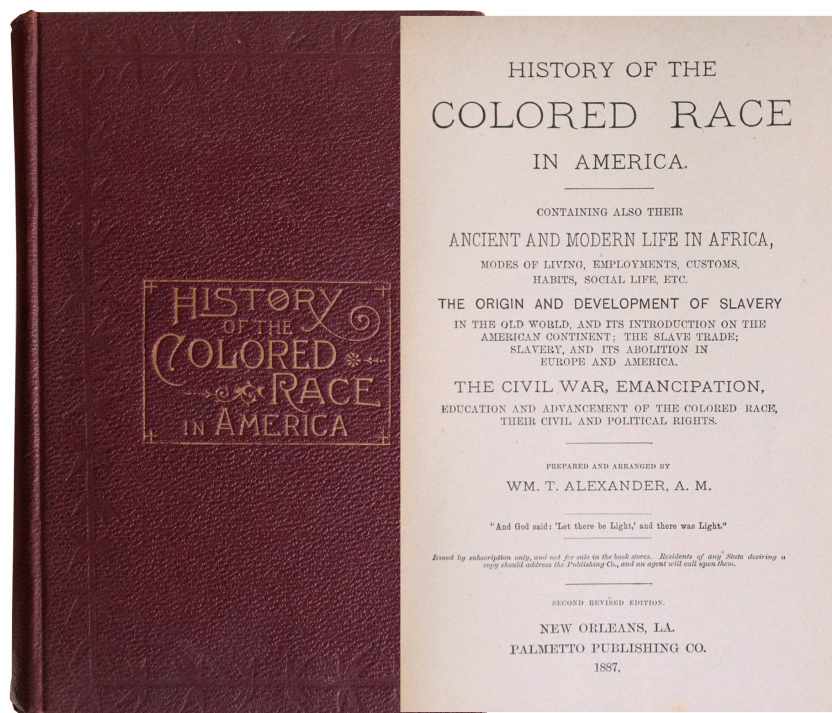 HISTORY
OF THE
COLORED
RACE
IN AMERICA
HISTORY OF THE
COLORED RACE
IN AMERICA.
CONTAINING ALSO THEIR
ANCIENT AND MODERN LIFE IN AFRICA,
MODES OF LIVING, EMPLOYMENTS, CUSTOMS,
HABITS, SOCIAL LIFE, ETC.
THE ORIGIN AND DEVELOPMENT OF SLAVERY
IN THE OLD WORLD, AND ITS INTRODUCTION ON THE
AMERICAN CONTINENT; THE SLAVE TRADE;
SLAVERY, AND ITS ABOLITION IN
EUROPE AND AMERICA.
THE CIVIL WAR, EMANCIPATION,
EDUCATION AND ADVANCEMENT OF THE COLORED RACE,
THEIR CIVIL AND POLITICAL RIGHTS.
PREPARED AND ARRANGED BY
WM. T. ALEXANDER, A. M.
"And God said: 'Let there be Light,' and there was Light."
Issued by subscription only, and not for sale in the book stores. Residents of any State desiring a
copy should address the Publishing Co., and an agent will call upon them.
SECOND REVISED EDITION.
NEW ORLEANS, LA.
PALMETTO PUBLISHING CO.
1887.